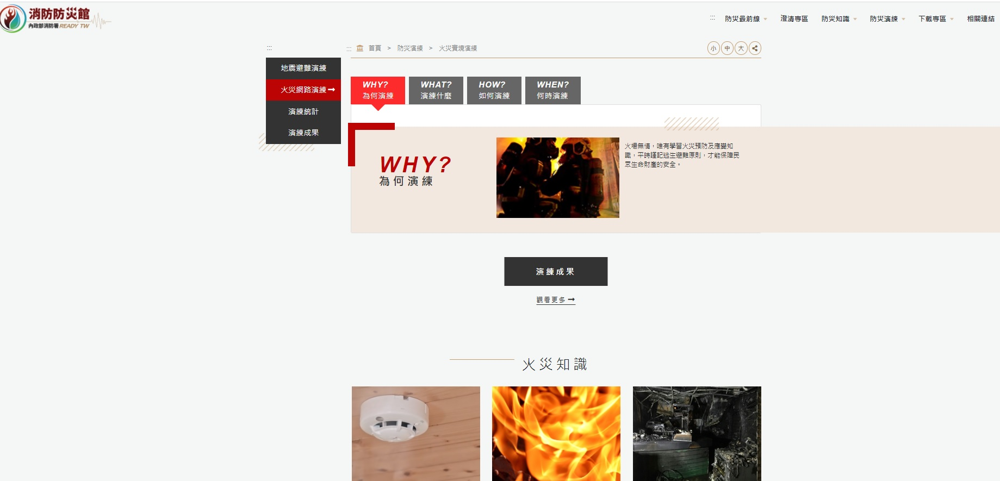 消防防災館
內政部消防署 READY TW
:::
防災最前線
澄清專區
防災知識
防災演練
下載專區
相關連結
:::
地震避難演練
火災網路演練
演練統計
演練成果
:::
首頁 > 防災演練 > 火災實境演練
小 中 大
WHY?
為何演練
WHAT?
演練什麼
HOW?
如何演練
WHEN?
何時演練
WHY?
為何演練
火場無情，唯有學習火災預防及應變知
識，平時謹記逃生避難原則，才能保障民
眾生命財產的安全。
演練成果
觀看更多
火災知識